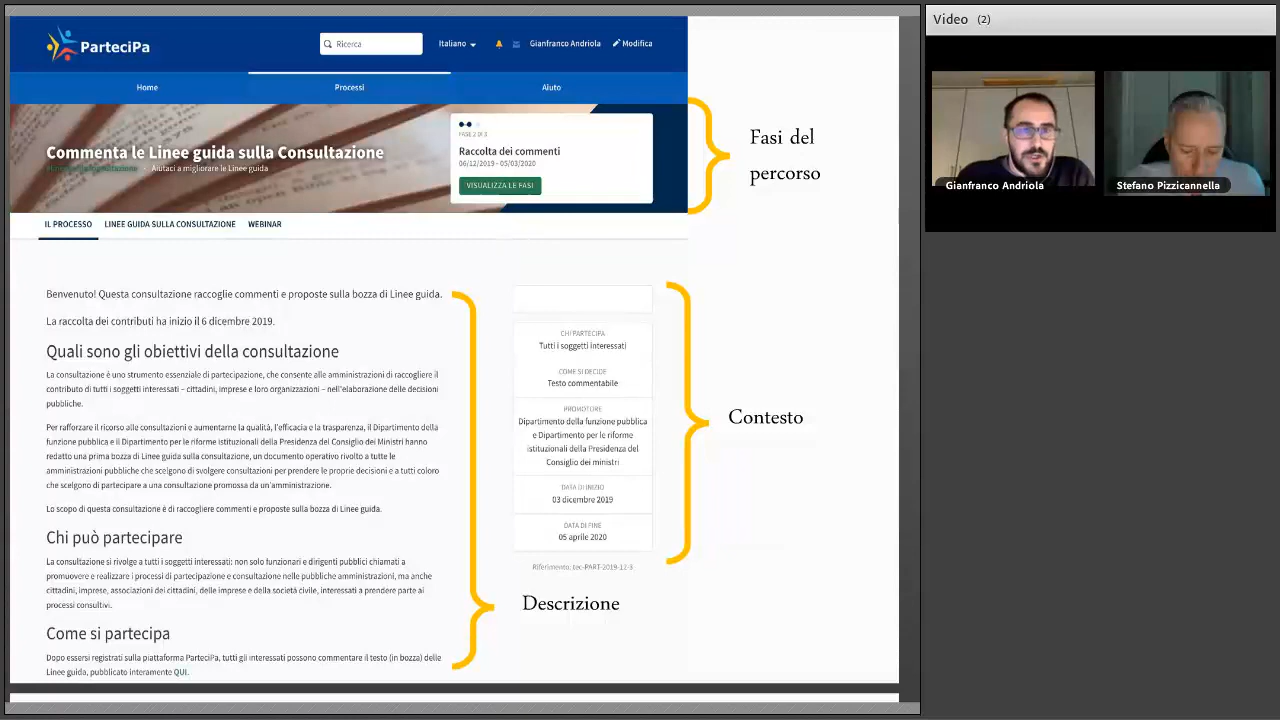 ParteciPa
Ricerca
Italiano
Gianfranco Andriola
Modifica
Home
Processi
Aiuto
Commenta le Linee guida sulla Consultazione
Aiutaci a migliorare le Linee guida
FASE 2 DI 3
Raccolta dei commenti
06/12/2019 - 05/03/2020
VISUALIZZA LE FASI
Fasi del
percorso
IL PROCESSO
LINEE GUIDA SULLA CONSULTAZIONE
WEBINAR
Benvenuto! Questa consultazione raccoglie commenti e proposte sulla bozza di Linee guida.
La raccolta dei contributi ha inizio il 6 dicembre 2019.
Quali sono gli obiettivi della consultazione
La consultazione è uno strumento essenziale di partecipazione, che consente alle amministrazioni di raccogliere il
contributo di tutti i soggetti interessati – cittadini, imprese e loro organizzazioni – nell'elaborazione delle decisioni
pubbliche.
Per rafforzare il ricorso alle consultazioni e aumentarne la qualità, l'efficacia e la trasparenza, il Dipartimento della
funzione pubblica e il Dipartimento per le riforme istituzionali della Presidenza del Consiglio dei Ministri hanno
redatto una prima bozza di Linee guida sulla consultazione, un documento operativo rivolto a tutte le
amministrazioni pubbliche che scelgono di svolgere consultazioni per prendere le proprie decisioni e a tutti coloro
che scelgono di partecipare a una consultazione promossa da un'amministrazione.
Lo scopo di questa consultazione è di raccogliere commenti e proposte sulla bozza di Linee guida.
Chi può partecipare
La consultazione si rivolge a tutti i soggetti interessati: non solo funzionari e dirigenti pubblici chiamati a
promuovere e realizzare i processi di partecipazione e consultazione nelle pubbliche amministrazioni, ma anche
cittadini, imprese, associazioni dei cittadini, delle imprese e della società civile, interessati a prendere parte ai
processi consultivi.
Come si partecipa
Dopo essersi registrati sulla piattaforma ParteciPa, tutti gli interessati possono commentare il testo (in bozza) delle
Linee guida, pubblicato interamente QUI.
CHI PARTECIPA
Tutti i soggetti interessati
COME SI DECIDE
Testo commentabile
PROMOTORE
Dipartimento della funzione pubblica
e Dipartimento per le riforme
istituzionali della Presidenza del
Consiglio dei ministri
DATA DI INIZIO
03 dicembre 2019
DATA DI FINE
05 aprile 2020
Riferimento: tec-PART-2019-12-3
Contesto
Descrizione
Video (2)
Gianfranco Andriola
Stefano Pizzicannella